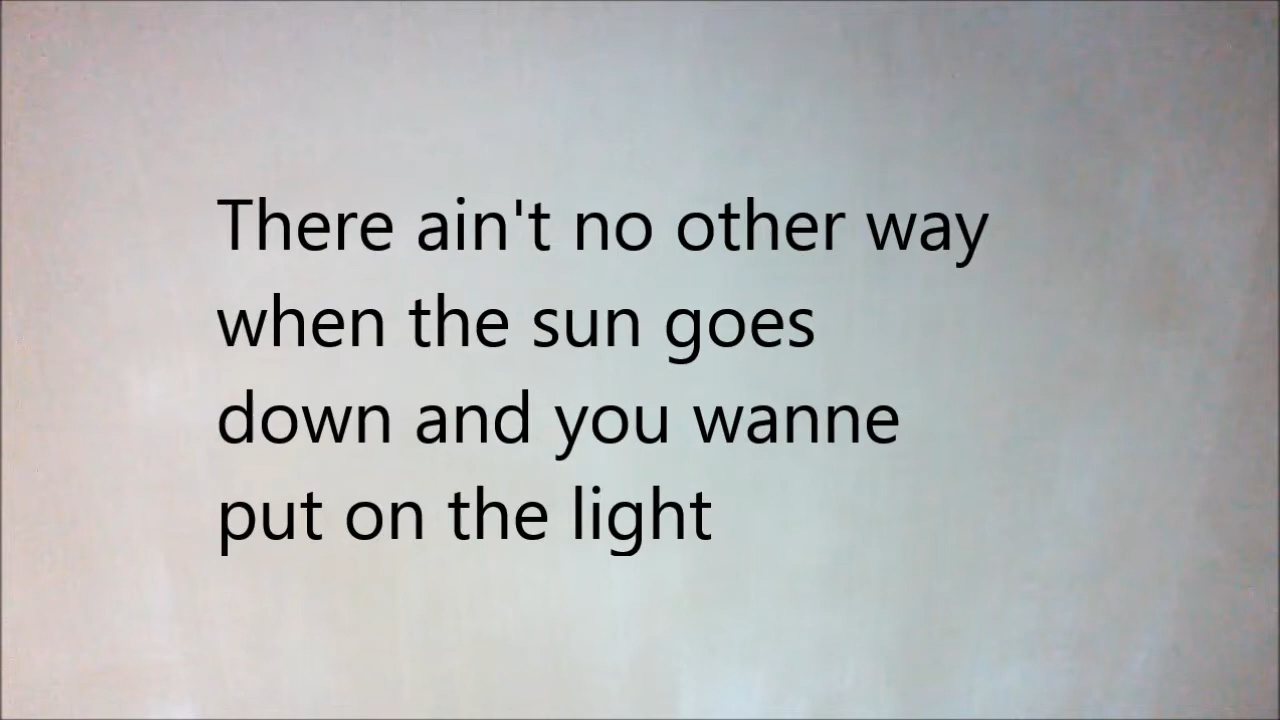 There ain't no other way
when the sun goes
down and you wanne
put on the light